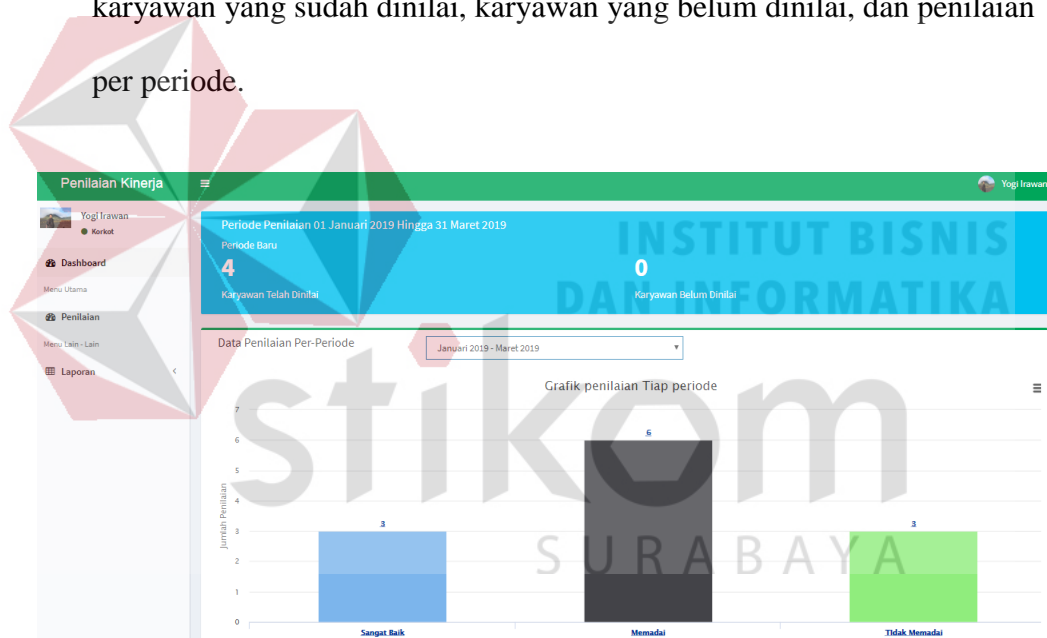 karyawan yang sudah dinilai, karyawan yang belum dinilai, dan penilaian
per periode.
Penilaian Kinerja
Yogi Irawan
Yogi Irawan
Korkot
Dashboard
Menu Utama
Penilaian
Menu Lain - Lain
Laporan
Periode Penilaian 01 Januari 2019 Hingga 31 Maret 2019
Periode Baru
4
0
Karyawan Telah Dinilai
Karyawan Belum Dinilai
INSTITUT BISNIS
DAN INFORMATIKA
stikom
SURABAYA
Data Penilaian Per-Periode
Januari 2019 - Maret 2019
Grafik penilaian Tiap periode
Jumlah Penilaian
7
6
5
4
3
2
1
0
3
6
3
Sangat Baik
Memadai
TIdak Memadai